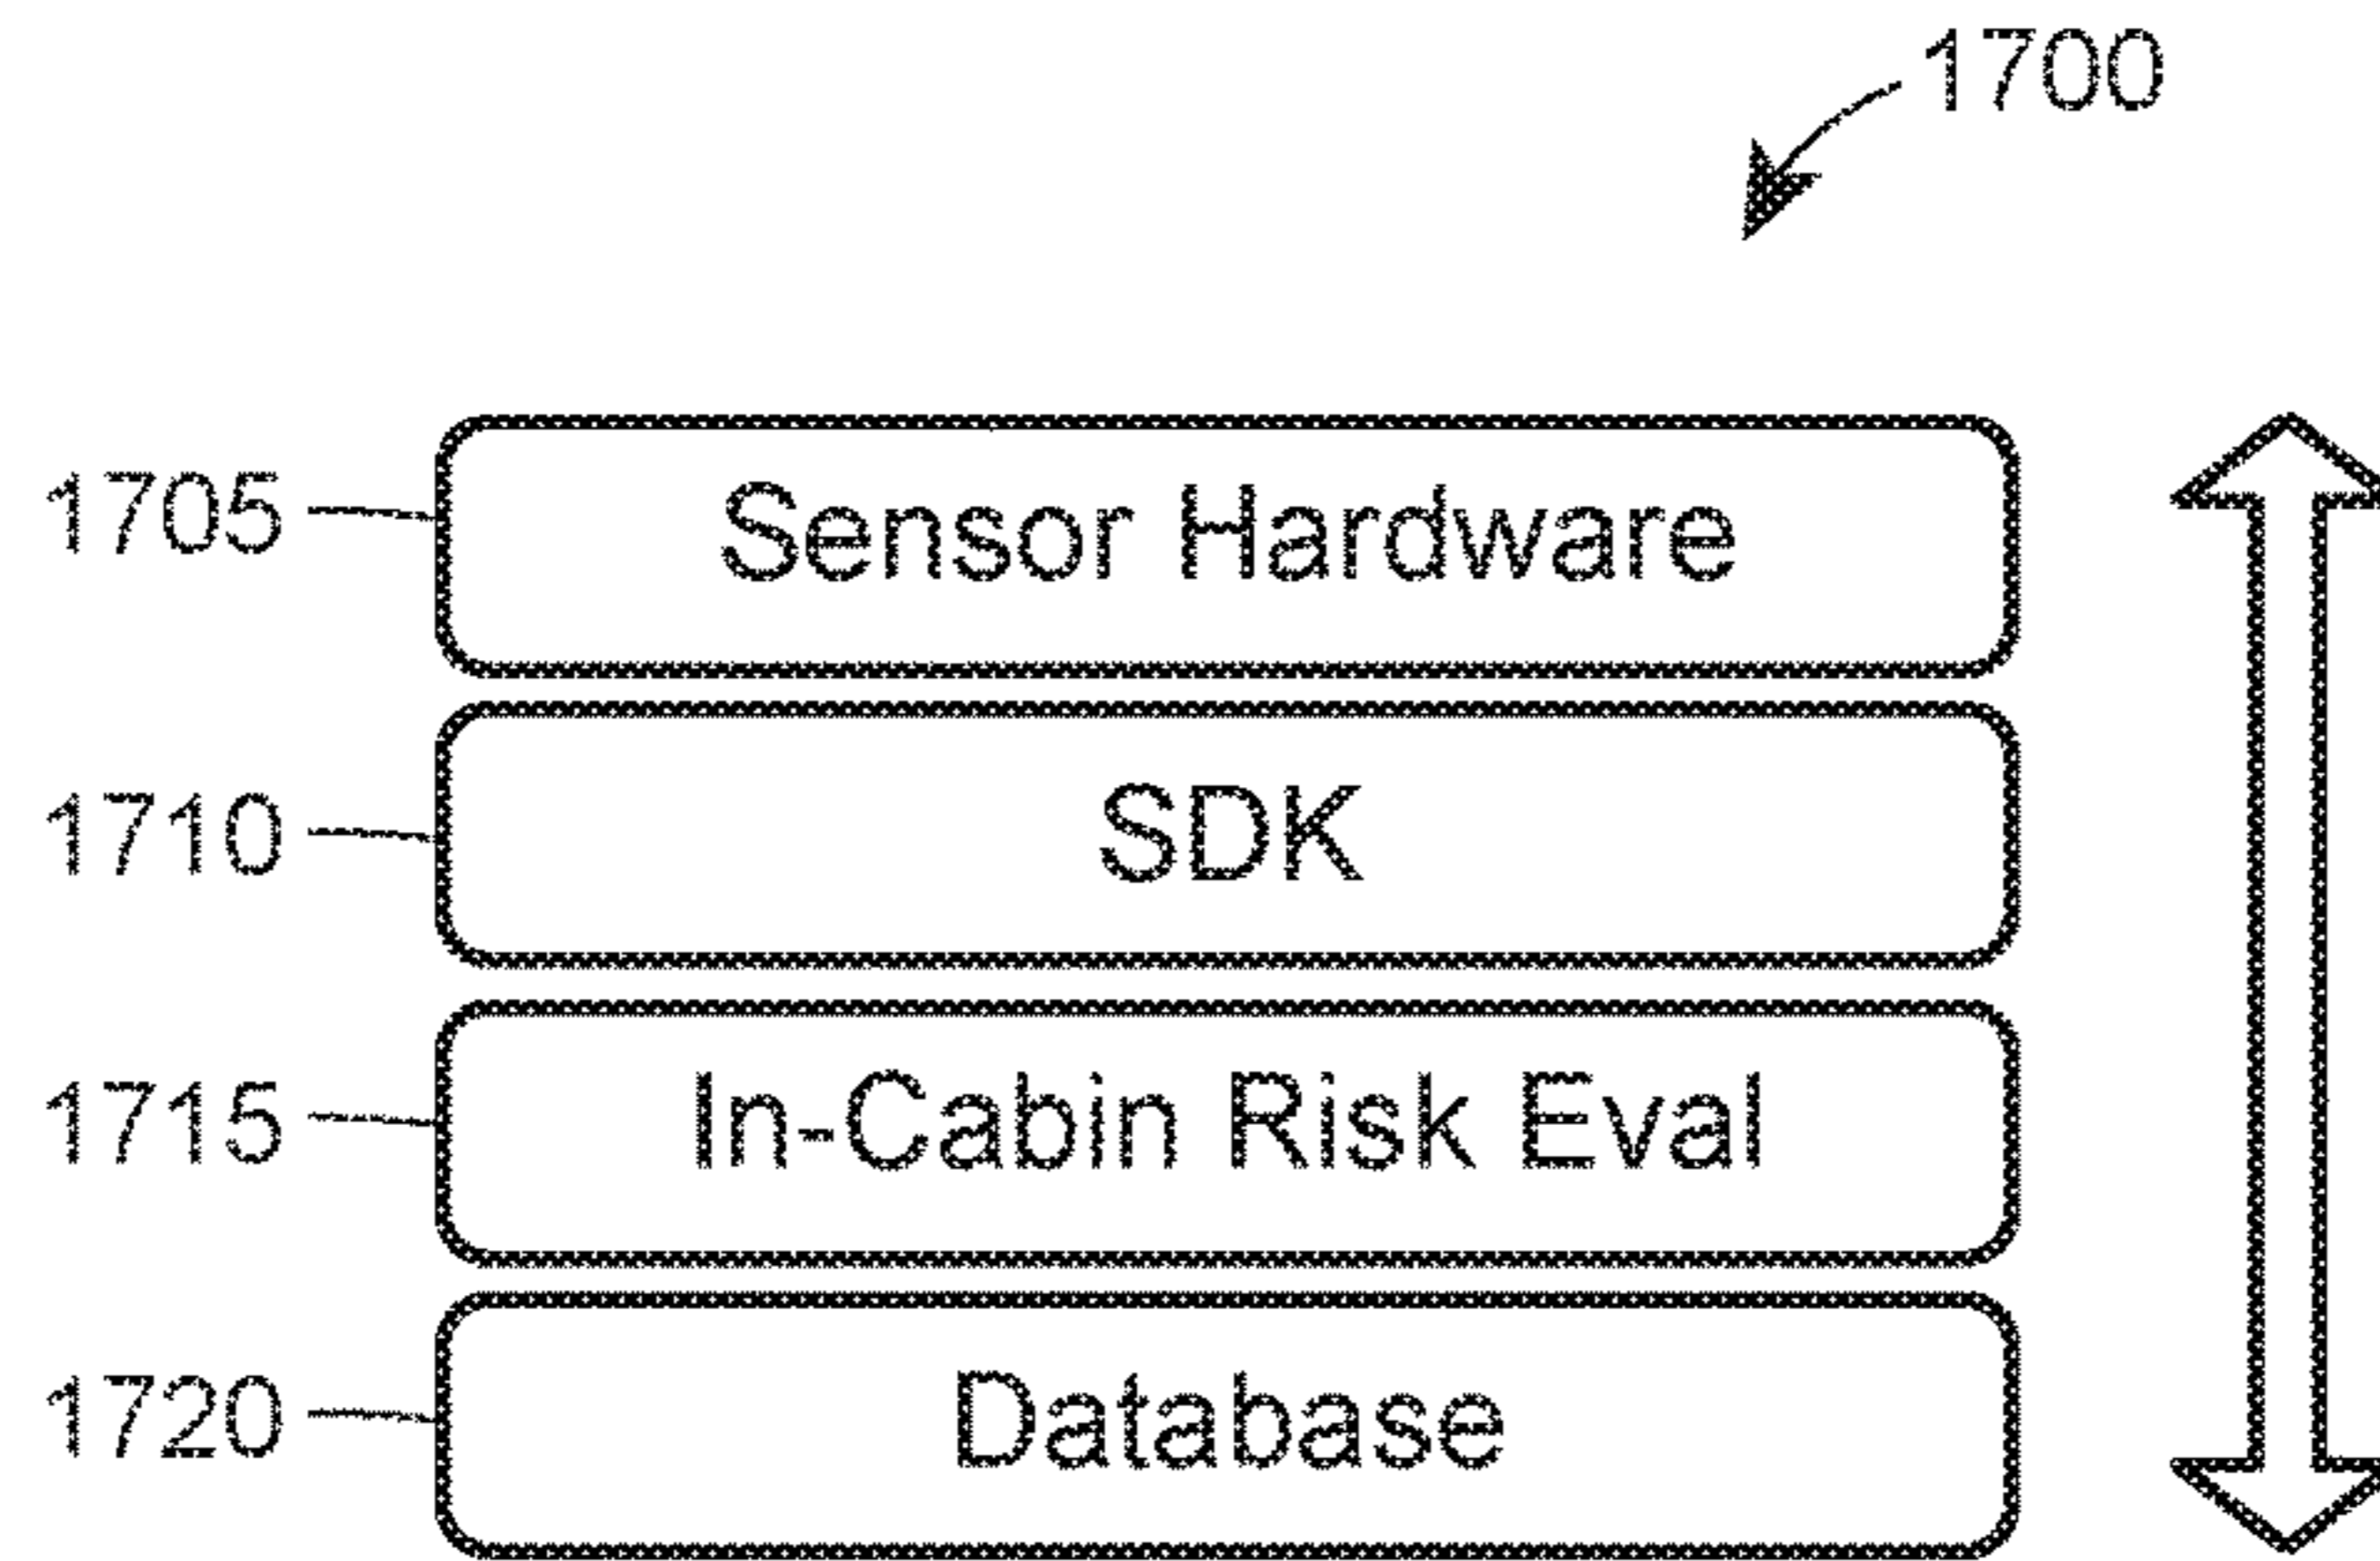 1700
1705 Sensor Hardware
1710 SDK
1715 In-Cabin Risk Eval
1720 Database